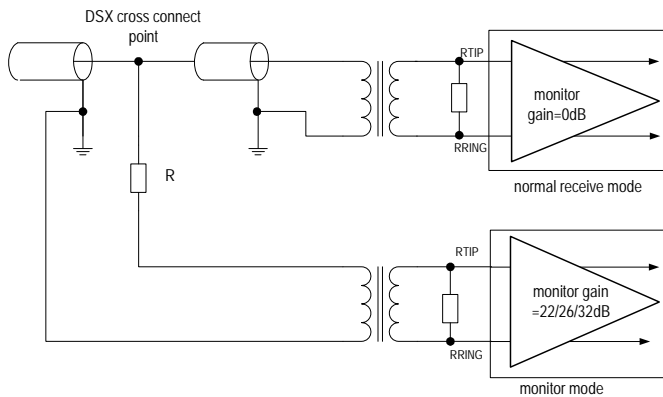 DSX cross connect
point
RTIP
monitor
gain=0dB
RRING
normal receive mode
R
RTIP
monitor gain
=22/26/32dB
RRING
monitor mode